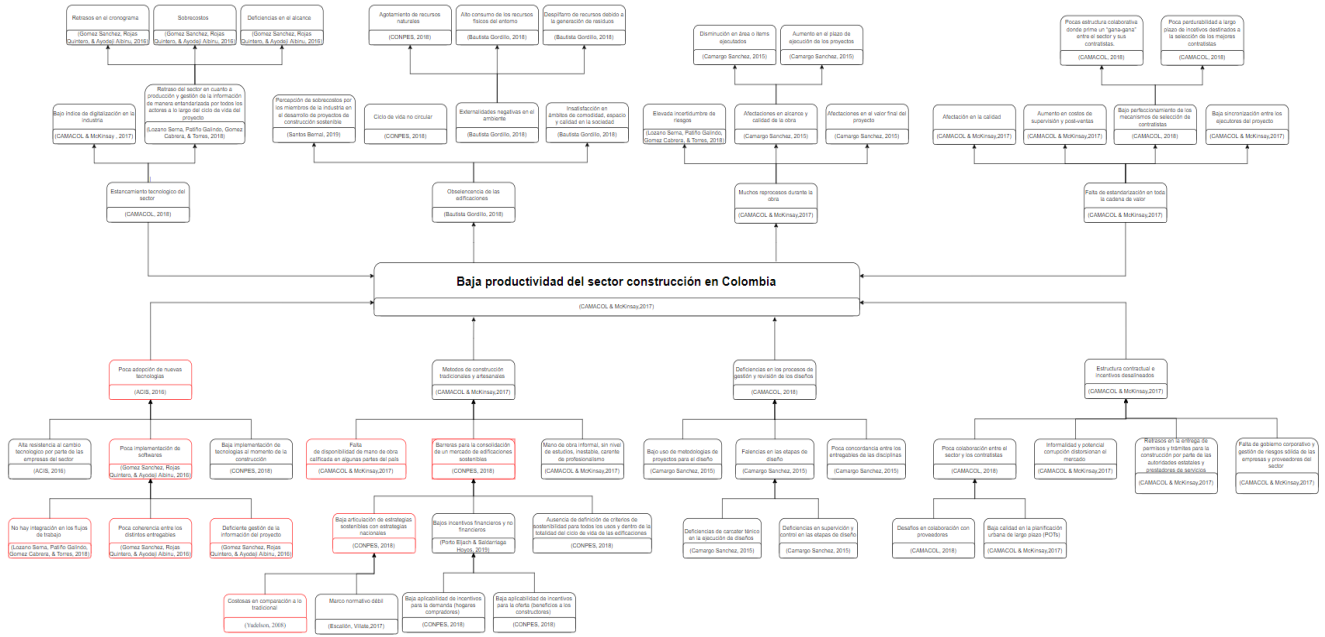 Retrasos en el cronograma
(Gomez Sanchez, Rojas
Quintero, & Ayodeji Albinu, 2016)
Sobrecostos
(Gomez Sanchez, Rojas
Quintero, & Ayodeji Albinu, 2016)
Deficiencias en el alcance
(Gomez Sanchez, Rojas
Quintero, & Ayodeji Albinu, 2016)
Agotamiento de recursos
naturales
(CONPES, 2018)
Alto consumo de los recursos
físicos del entorno
(Bautista Gordillo, 2018)
Despilfarro de recursos debido a
la generación de residuos
(Bautista Gordillo, 2018)
Disminución en área o ítems
ejecutados
(Camargo Sanchez, 2015)
Aumento en el plazo de
ejecución de los proyectos
(Camargo Sanchez, 2015)
Pocas estructura colaborativa
donde prime un "gana-gana"
entre el sector y sus
contratistas.
(CAMACOL, 2018)
Poca perdurabilidad a largo
plazo de incetivos destinados a
la selección de los mejores
contratistas
(CAMACOL, 2018)
Bajo índice de digitalización en la
industria
(CAMACOL & McKinsay , 2017)
Retraso del sector en cuanto a
producción y gestión de la información
de manera entandarizada por todos los
actores a lo largo del ciclo de vida del
proyecto
(Lozano Serna, Patiño Galindo, Gomez
Cabrera, & Torres, 2018)
Percepción de sobrecostos por
los miembros de la industria en
el desarrollo de proyectos de
construcción sostenible
(Santos Bernal, 2019)
Ciclo de vida no circular
(CONPES, 2018)
Externalidades negativas en el
ambiente
(Bautista Gordillo, 2018)
Insatisfacción en
ámbitos de comodidad, espacio
y calidad en la sociedad
(Bautista Gordillo, 2018)
Elevada incertidumbre de
riesgos
(Lozano Serna, Patiño Galindo,
Gomez Cabrera, & Torres, 2018)
Afectaciones en alcance y
calidad de la obra
(Camargo Sanchez, 2015)
Afectaciones en el valor final del
proyecto
(Camargo Sanchez, 2015)
Afectación en la calidad
(CAMACOL & McKinsay,2017)
Aumento en costos de
supervisión y post-ventas
(CAMACOL & McKinsay,2017)
Bajo perfeccionamiento de los
mecanismos de selección de
contratistas
(CAMACOL, 2018)
Baja sincronización entre los
ejecutores del proyecto
(CAMACOL & McKinsay,2017)
Estancamiento tecnologico del
sector
(CAMACOL, 2018)
Obselencencia de las
edificaciones
(Bautista Gordillo, 2018)
Muchos reprocesos durante la
obra
(CAMACOL & McKinsay,2017)
Falta de estandarización en toda
la cadena de valor
(CAMACOL & McKinsay,2017)
Baja productividad del sector construcción en Colombia
(CAMACOL & McKinsay,2017)
Poca adopción de nuevas
tecnologías
(ACIS, 2016)
Metodos de construcción
tradicionales y artesanales
(CAMACOL & McKinsay,2017)
Deficiencias en los procesos de
gestión y revisión de los diseños
(CAMACOL, 2018)
Estructura contractual e
incentivos desalineados
(CAMACOL & McKinsay,2017)
Alta resistencia al cambio
tecnologico por parte de las
empresas del sector
(ACIS, 2016)
Poca implementación de
softwares
(Gomez Sanchez, Rojas
Quintero, & Ayodeji Albinu, 2016)
Baja implementación de
tecnologías al momento de la
construcción
(CONPES, 2018)
Falta
de disponibilidad de mano de obra
calificada en algunas partes del país
(CAMACOL & McKinsay,2017)
Barreras para la consolidación
de un mercado de edificaciones
sostenibles
(CONPES, 2018)
Mano de obra informal, sin nivel
de estudios, inestable, carente
de profesionalismo
(CAMACOL & McKinsay,2017)
Bajo uso de metodologías de
proyectos para el diseño
(Camargo Sanchez, 2015)
Falencias en las etapas de
diseño
(Camargo Sanchez, 2015)
Poca concordancia entre los
entregables de las disciplinas
(Camargo Sanchez, 2015)
Poca colaboración entre el
sector y los contratistas
(CAMACOL, 2018)
Informalidad y potencial
corrupción distorsionan el
mercado
(CAMACOL & McKinsay,2017)
Retrasos en la entrega de
permisos y trámites para la
construcción por parte de las
autoridades estatales y
prestedores de servicios
(CAMACOL & McKinsay,2017)
Falta de gobierno corporativo y
gestión de riesgos sólida de las
empresas y proveedores del
sector
(CAMACOL & McKinsay,2017)
No hay integración en los flujos
de trabajo
(Lozano Serna, Patiño Galindo,
Gomez Cabrera, & Torres, 2018)
Poca coherencia entre los
distintos entregables
(Gomez Sanchez, Rojas
Quintero, & Ayodeji Albinu, 2016)
Deficiente gestión de la
información del proyecto
(Gomez Sanchez, Rojas
Quintero, & Ayodeji Albinu, 2016)
Baja articulación de estrategias
sostenibles con estrategias
nacionales
(CONPES, 2018)
Bajos incentivos financieros y no
financieros
(Porto Eljach & Saldarriaga
Hoyos, 2019)
Ausencia de definición de criterios de
sostenibilidad para todos los usos y dentro de la
totalidad del ciclo de vida de las edificaciones
(CONPES, 2018)
Deficiencias de carcater ténico
en la ejecución de diseños
(Camargo Sanchez, 2015)
Deficiencias en supervisión y
control en las etapas de diseño
(Camargo Sanchez, 2015)
Desafíos en colaboración con
proveedores
(CAMACOL, 2018)
Baja calidad en la planificación
urbana de largo plazo (POTs)
(CAMACOL & McKinsay,2017)
Costosas en comparación a lo
tradicional
(Yudelson, 2008)
Marco normativo débil
(Escallón, Villate,2017)
Baja aplicabilidad de incentivos
para la demanda (hogares
compradores)
(CONPES, 2018)
Baja aplicabilidad de incentivos
para la oferta (beneficios a los
constructores)
(CONPES, 2018)